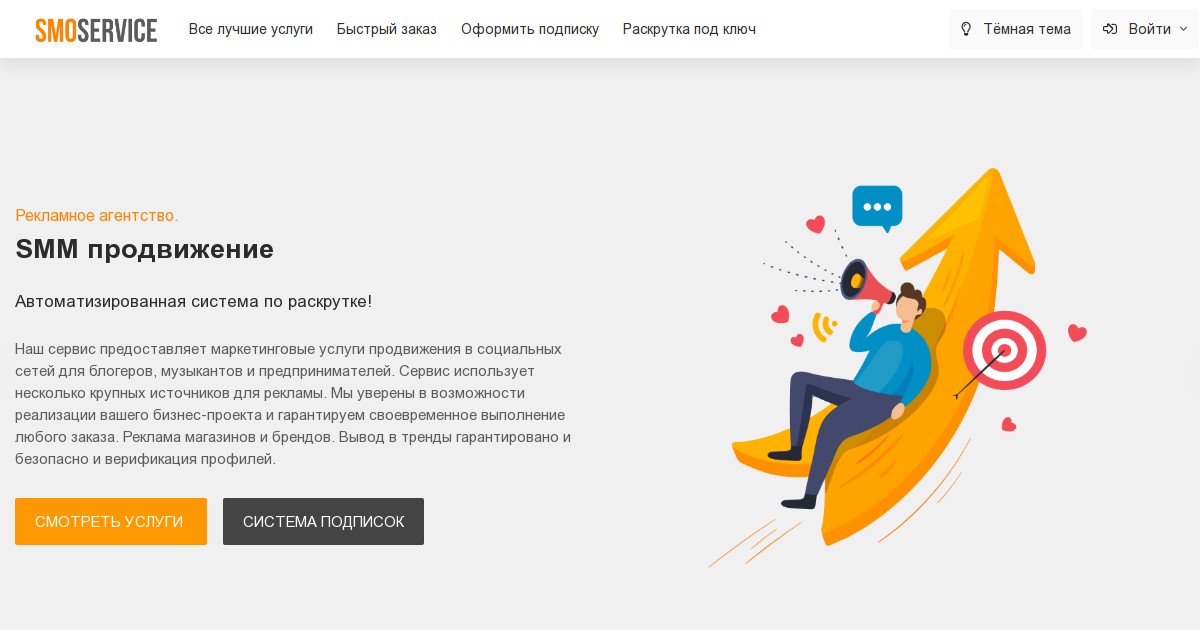 SMOSERVICE
Все лучшие услуги
Быстрый заказ
Оформить подписку
Раскрутка под ключ
Тёмная тема
Войти
Рекламное агентство.
SMM продвижение
Автоматизированная система по раскрутке!
Наш сервис предоставляет маркетинговые услуги продвижения в социальных
сетей для блогеров, музыкантов и предпринимателей. Сервис использует
несколько крупных источников для рекламы. Мы уверены в возможности
реализации вашего бизнес-проекта и гарантируем своевременное выполнение
любого заказа. Реклама магазинов и брендов. Вывод в тренды гарантировано и
безопасно и верификация профилей.
СМОТРЕТЬ УСЛУГИ
СИСТЕМА ПОДПИСОК